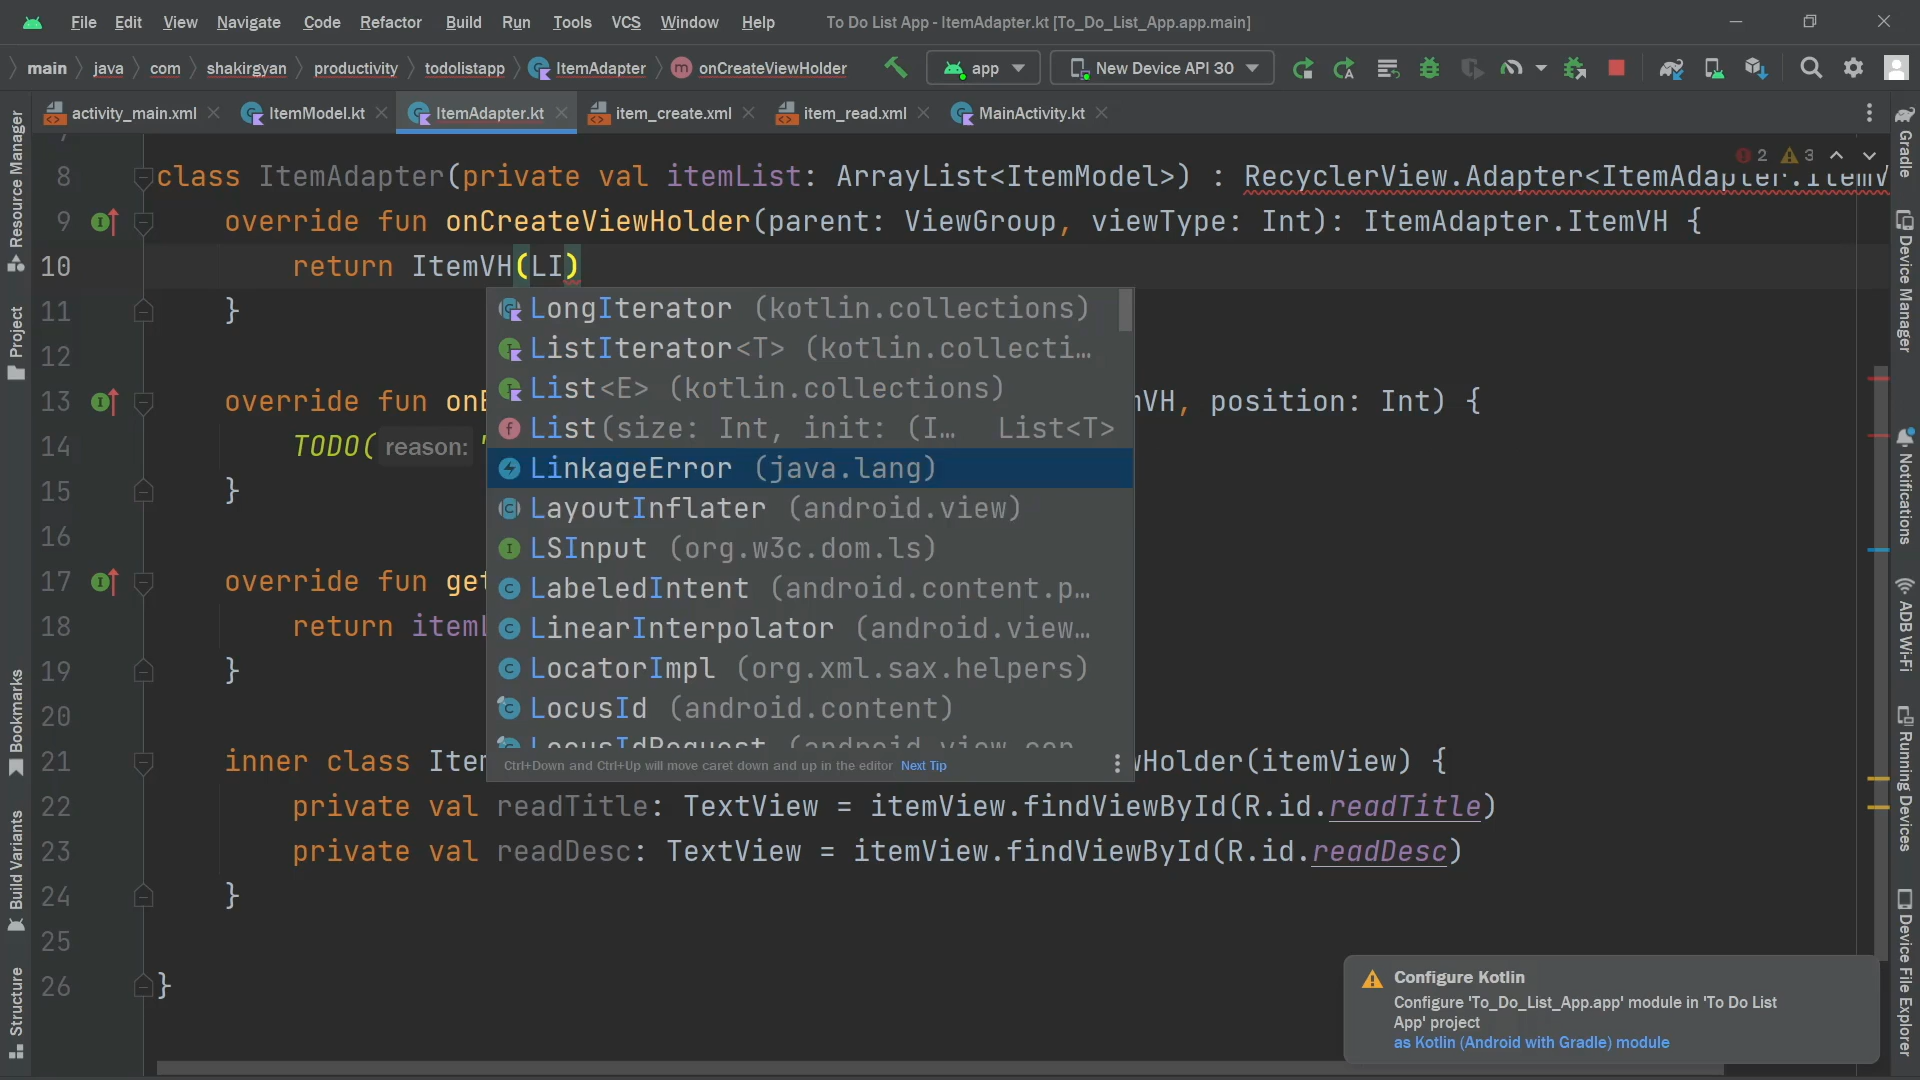 File Edit View Navigate Code Refactor Build Run Tools VCS Window Help To Do List App - ItemAdapter.kt [To_Do_List_App.app.main]
main java com shakirgyan productivity todolistapp ItemAdapter onCreateViewHolder app New Device API 30
activity_main.xml ItemModel.kt ItemAdapter.kt item_create.xml item_read.xml MainActivity.kt
2 3
8 class ItemAdapter(private val itemList: ArrayList<ItemModel>) : RecyclerView.Adapter<ItemAdapter.ItemV
9 override fun onCreateViewHolder(parent: ViewGroup, viewType: Int): ItemAdapter.ItemVH {
10 return ItemVH(LI)
11 }
12
13 override fun onB mVH, position: Int) {
14 TODO( reason: "
15 }
16
17 override fun get
18 return itemL
19 }
20
21 inner class Item wHolder(itemView) {
22 private val readTitle: TextView = itemView.findViewById(R.id.readTitle)
23 private val readDesc: TextView = itemView.findViewById(R.id.readDesc)
24 }
25
26 }
LongIterator (kotlin.collections)
ListIterator<T> (kotlin.collecti…
List<E> (kotlin.collections)
List(size: Int, init: (I… List<T>
LinkageError (java.lang)
LayoutInflater (android.view)
LSInput (org.w3c.dom.ls)
LabeledIntent (android.content.p…
LinearInterpolator (android.view…
LocatorImpl (org.xml.sax.helpers)
LocusId (android.content)
LocusIdRequest (android.view.con
Ctrl+Down and Ctrl+Up will move caret down and up in the editor Next Tip
Configure Kotlin
Configure 'To_Do_List_App.app' module in 'To Do List
App' project
as Kotlin (Android with Gradle) module
Resource Manager
Project
Bookmarks
Build Variants
Structure
Gradle
Device Manager
Notifications
ADB Wi-Fi
Running Devices
Device File Explorer